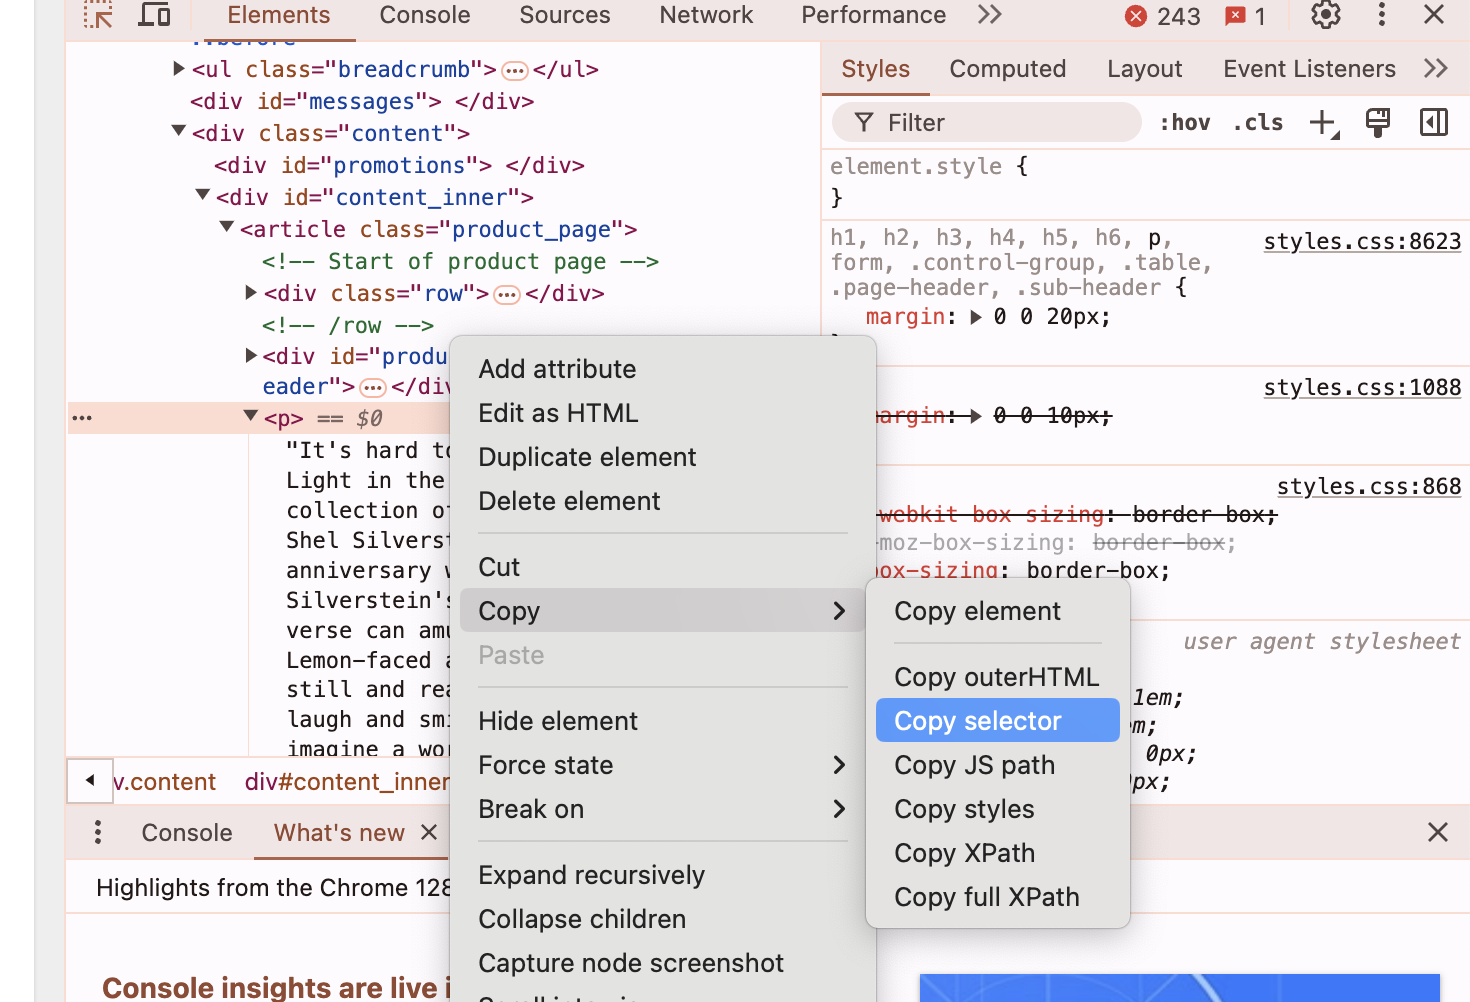 Elements Console Sources Network Performance 243 1
::before
<ul class="breadcrumb"> … </ul>
<div id="messages"> </div>
<div class="content">
<div id="promotions"> </div>
<div id="content_inner">
<article class="product_page">
<!-- Start of product page -->
<div class="row"> … </div>
<!-- /row -->
<div id="produ
eader"> … </div
… <p> == $0
"It's hard to
Light in the
collection of
Shel Silverst
anniversary
Silverstein's
verse can amu
Lemon-faced
still and rea
laugh and smi
imagine a wor
v.content div#content_inner
Console What's new
Highlights from the Chrome 128
Console insights are live i
Add attribute
Edit as HTML
Duplicate element
Delete element
Cut
Copy
Paste
Hide element
Force state
Break on
Expand recursively
Collapse children
Capture node screenshot
Copy element
Copy outerHTML
Copy selector
Copy JS path
Copy styles
Copy XPath
Copy full XPath
Styles Computed Layout Event Listeners
Filter :hov .cls
element.style {
}
h1, h2, h3, h4, h5, h6, p, styles.css:8623
form, .control-group, .table,
.page-header, .sub-header {
margin: 0 0 20px;
styles.css:1088
margin: 0 0 10px;
styles.css:868
-webkit-box-sizing: border-box;
-moz-box-sizing: border-box;
box-sizing: border-box;
user agent stylesheet
1em;
em;
0px;
0px;